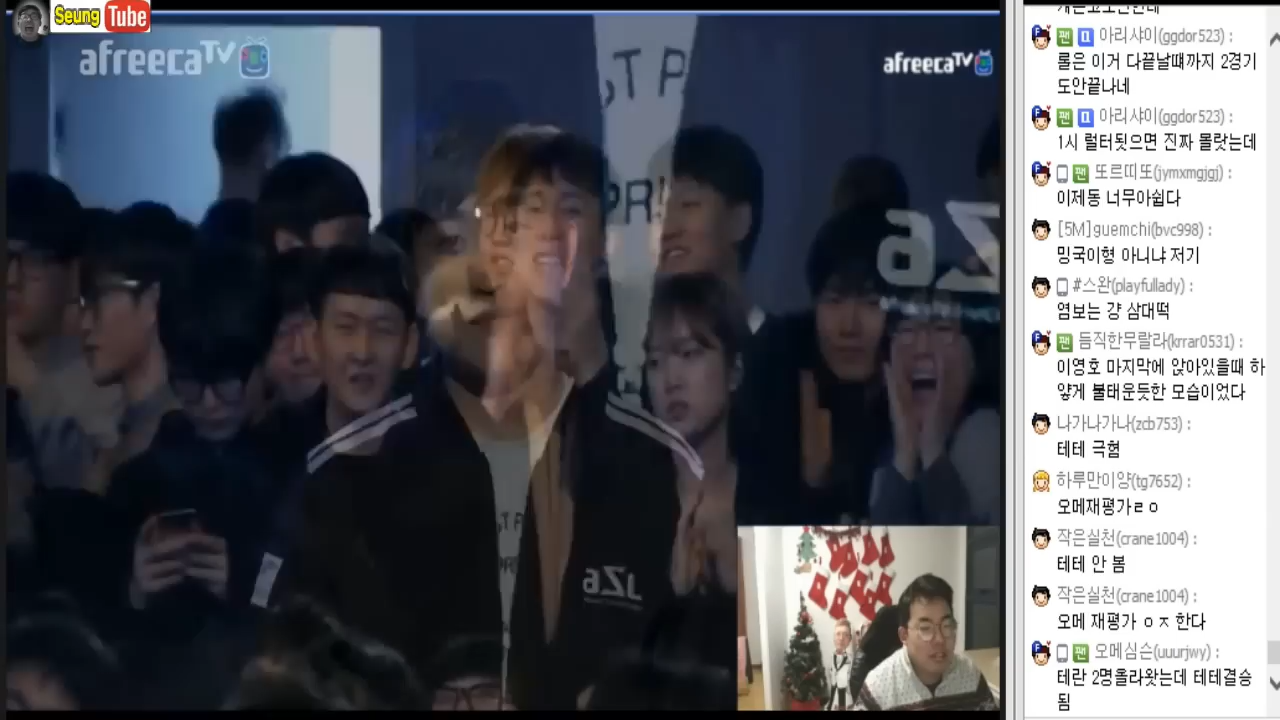 Seung Tube
afreecaTV
afreecaTV
ST P
PRI
aSL
ST P
PRI
aSL
아리샤이(ggdor523) :
롤은 이거 다끝날때까지 2경기
도안끝나네
아리샤이(ggdor523) :
1시 럴터됫으면 진짜 몰랏는데
또르띠또(jymxmgjgj) :
이제동 너무아쉽다
[5M]guemchi(bvc998) :
밍국이형 아니냐 저기
#스완(playfullady) :
염보는 걍 삼대떡
듬직한무랄라(krrar0531) :
이영호 마지막에 앉아있을때 하
얗게 불태운듯한 모습이었다
나가나가나(zcb753) :
테테 극혐
하루만이양(tg7652) :
오메재평가ㄹㅇ
작은실천(crane1004) :
테테 안 봄
작은실천(crane1004) :
오메 재평가 ㅇㅈ 한다
오메심슨(uuurjwy) :
테란 2명올라왓는데 테테결승
됨